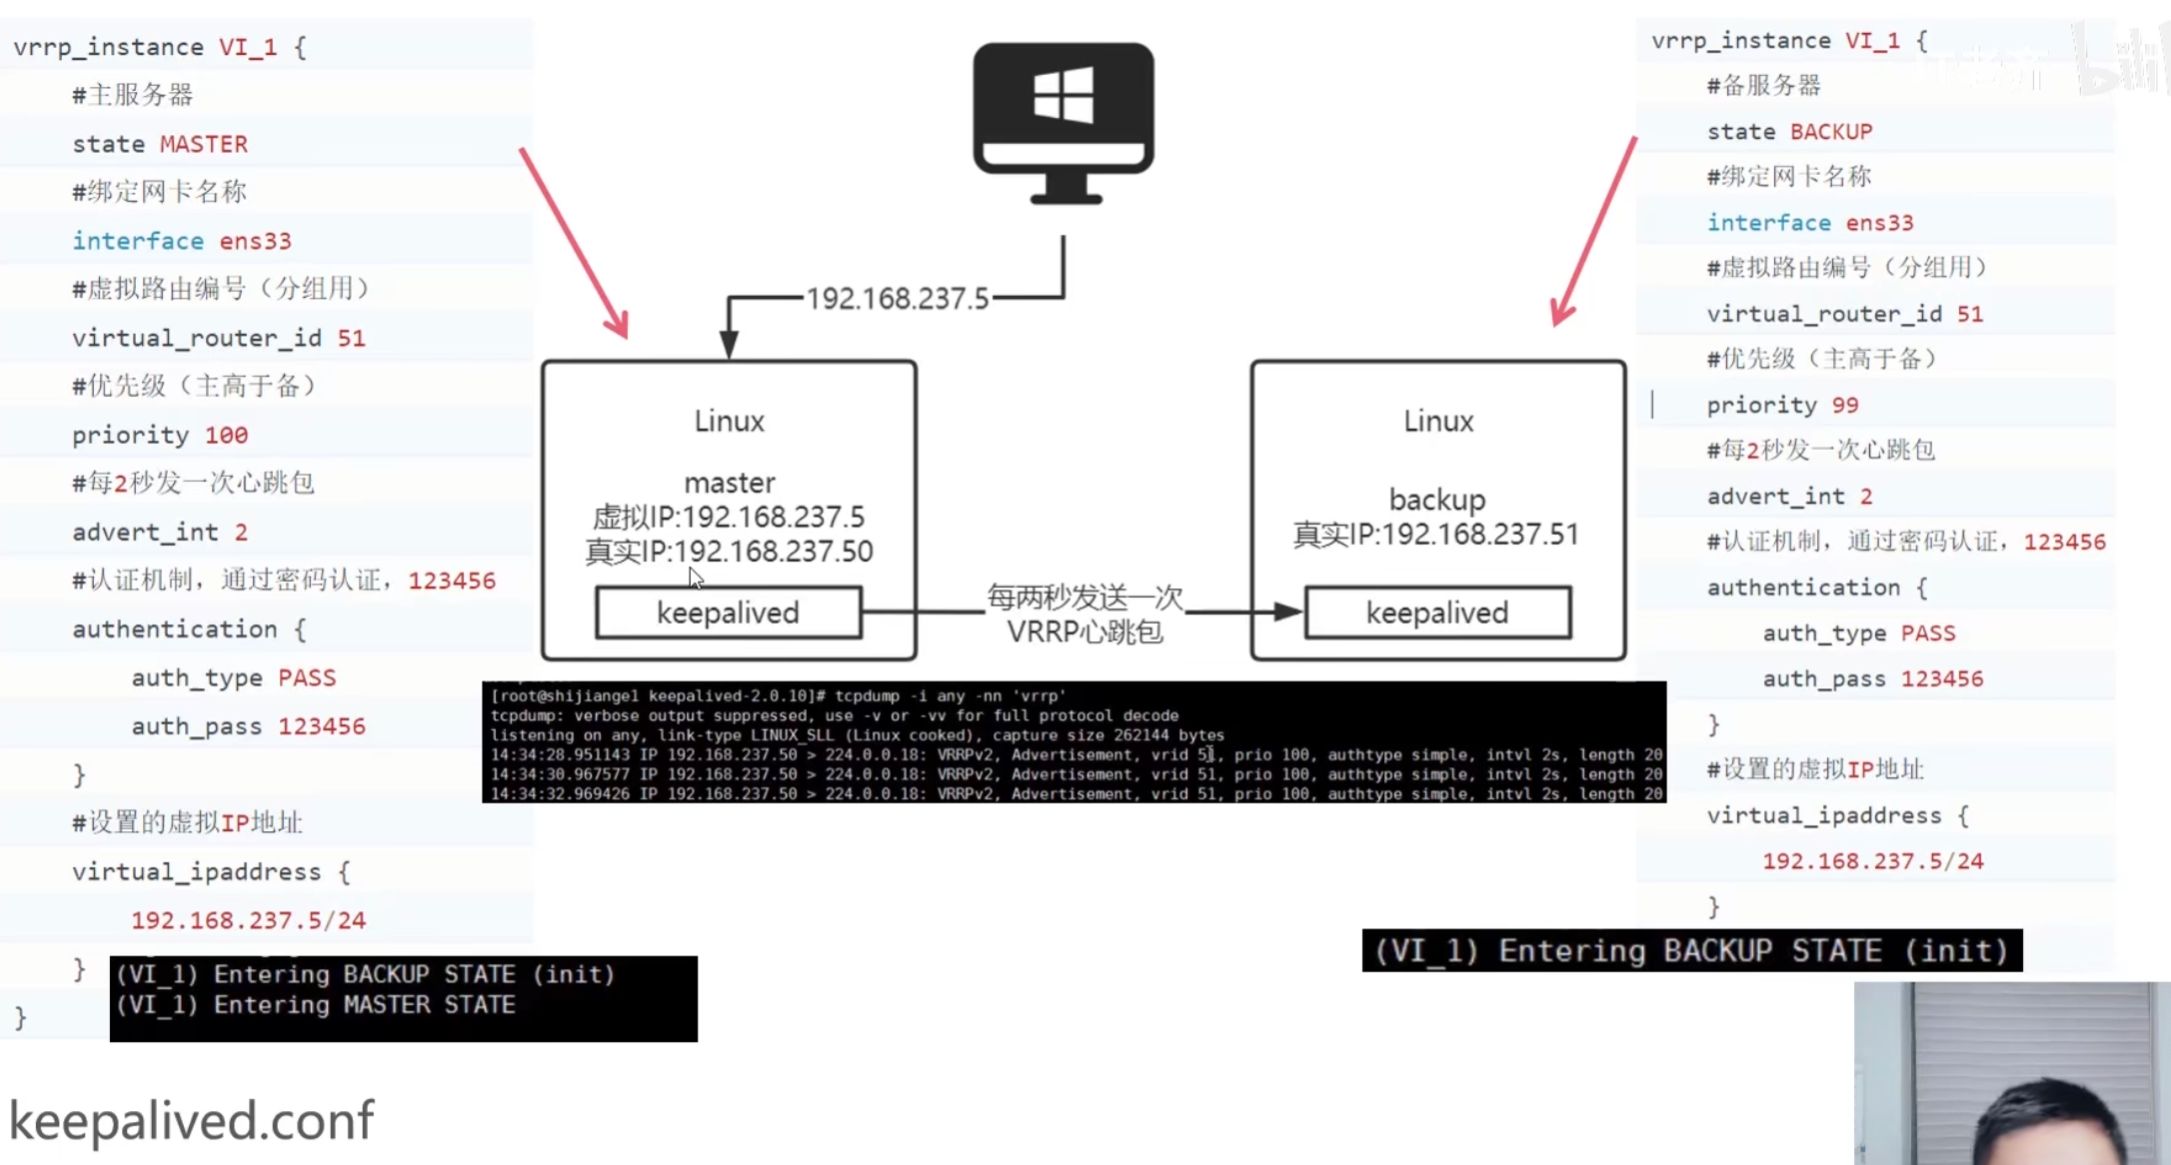 vrrp_instance VI_1 {
#主服务器
state MASTER
#绑定网卡名称
interface ens33
#虚拟路由编号（分组用）
virtual_router_id 51
#优先级（主高于备）
priority 100
#每2秒发一次心跳包
advert_int 2
#认证机制，通过密码认证，123456
authentication {
auth_type PASS
auth_pass 123456
}
#设置的虚拟IP地址
virtual_ipaddress {
192.168.237.5/24
}
}
(VI_1) Entering BACKUP STATE (init)
(VI_1) Entering MASTER STATE
keepalived.conf
192.168.237.5
Linux
master
虚拟IP:192.168.237.5
真实IP:192.168.237.50
keepalived
每两秒发送一次
VRRP心跳包
Linux
backup
真实IP:192.168.237.51
keepalived
[root@shijiange1 keepalived-2.0.10]# tcpdump -i any -nn 'vrrp'
tcpdump: verbose output suppressed, use -v or -vv for full protocol decode
listening on any, link-type LINUX_SLL (Linux cooked), capture size 262144 bytes
14:34:28.951143 IP 192.168.237.50 > 224.0.0.18: VRRPv2, Advertisement, vrid 51, prio 100, authtype simple, intvl 2s, length 20
14:34:30.967577 IP 192.168.237.50 > 224.0.0.18: VRRPv2, Advertisement, vrid 51, prio 100, authtype simple, intvl 2s, length 20
14:34:32.969426 IP 192.168.237.50 > 224.0.0.18: VRRPv2, Advertisement, vrid 51, prio 100, authtype simple, intvl 2s, length 20
vrrp_instance VI_1 {
#备服务器
state BACKUP
#绑定网卡名称
interface ens33
#虚拟路由编号（分组用）
virtual_router_id 51
#优先级（主高于备）
priority 99
#每2秒发一次心跳包
advert_int 2
#认证机制，通过密码认证，123456
authentication {
auth_type PASS
auth_pass 123456
}
#设置的虚拟IP地址
virtual_ipaddress {
192.168.237.5/24
}
(VI_1) Entering BACKUP STATE (init)